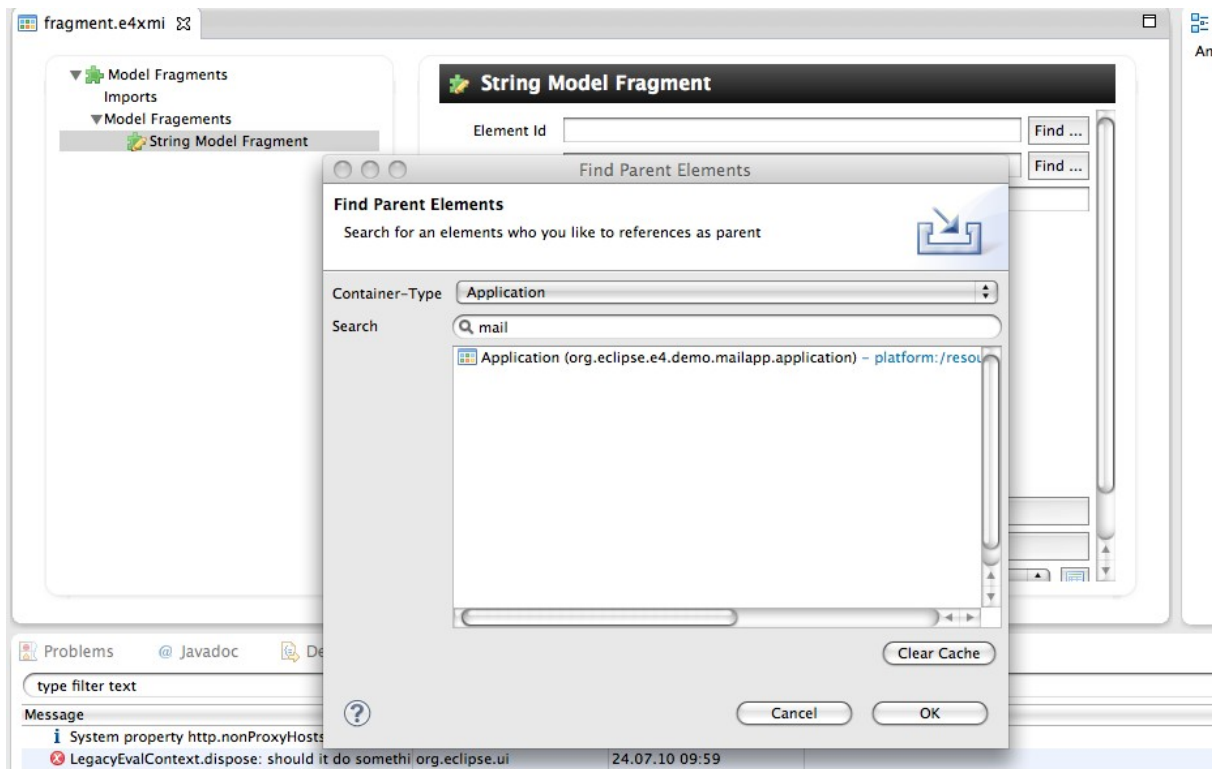 fragment.e4xmi
An
Model Fragments
Imports
Model Fragements
String Model Fragment
String Model Fragment
Element Id
Find ...
Find ...
Find Parent Elements
Find Parent Elements
Search for an elements who you like to references as parent
Container-Type
Application
Search
mail
Application (org.eclipse.e4.demo.mailapp.application) - platform:/resou
Clear Cache
Cancel
OK
Problems
@ Javadoc
De
type filter text
Message
System property http.nonProxyHosts
LegacyEvalContext.dispose: should it do somethi
org.eclipse.ui
24.07.10 09:59